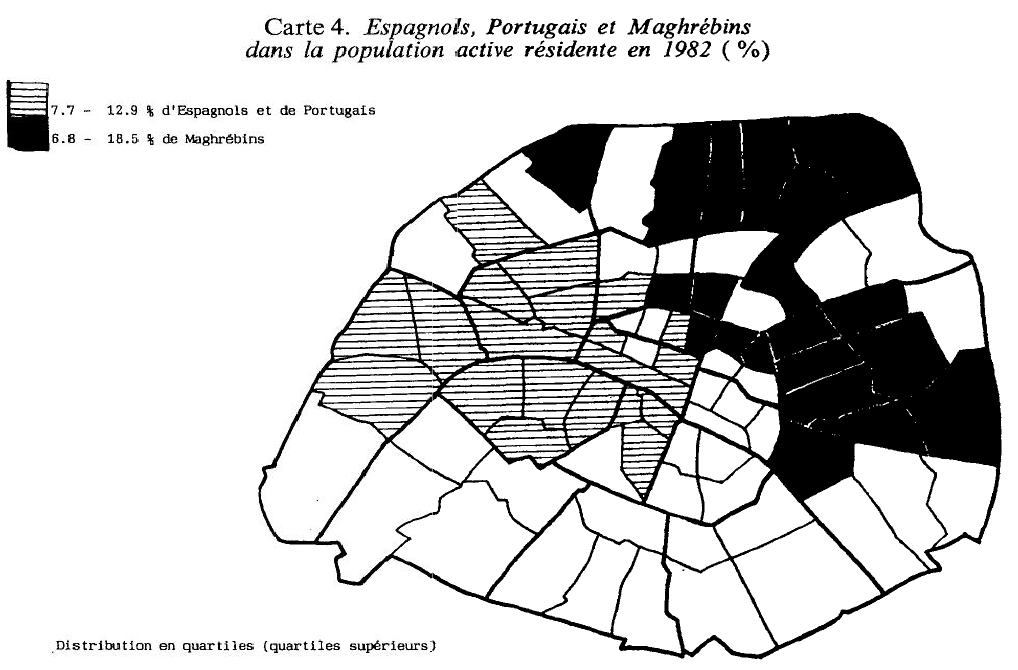 Carte 4. Espagnols, Portugais et Maghrébins
dans la population active résidente en 1982 ( %)
7.7 - 12.9 % d'Espagnols et de Portugais
6.8 - 18.5 % de Maghrébins
Distribution en quartiles (quartiles supérieurs)